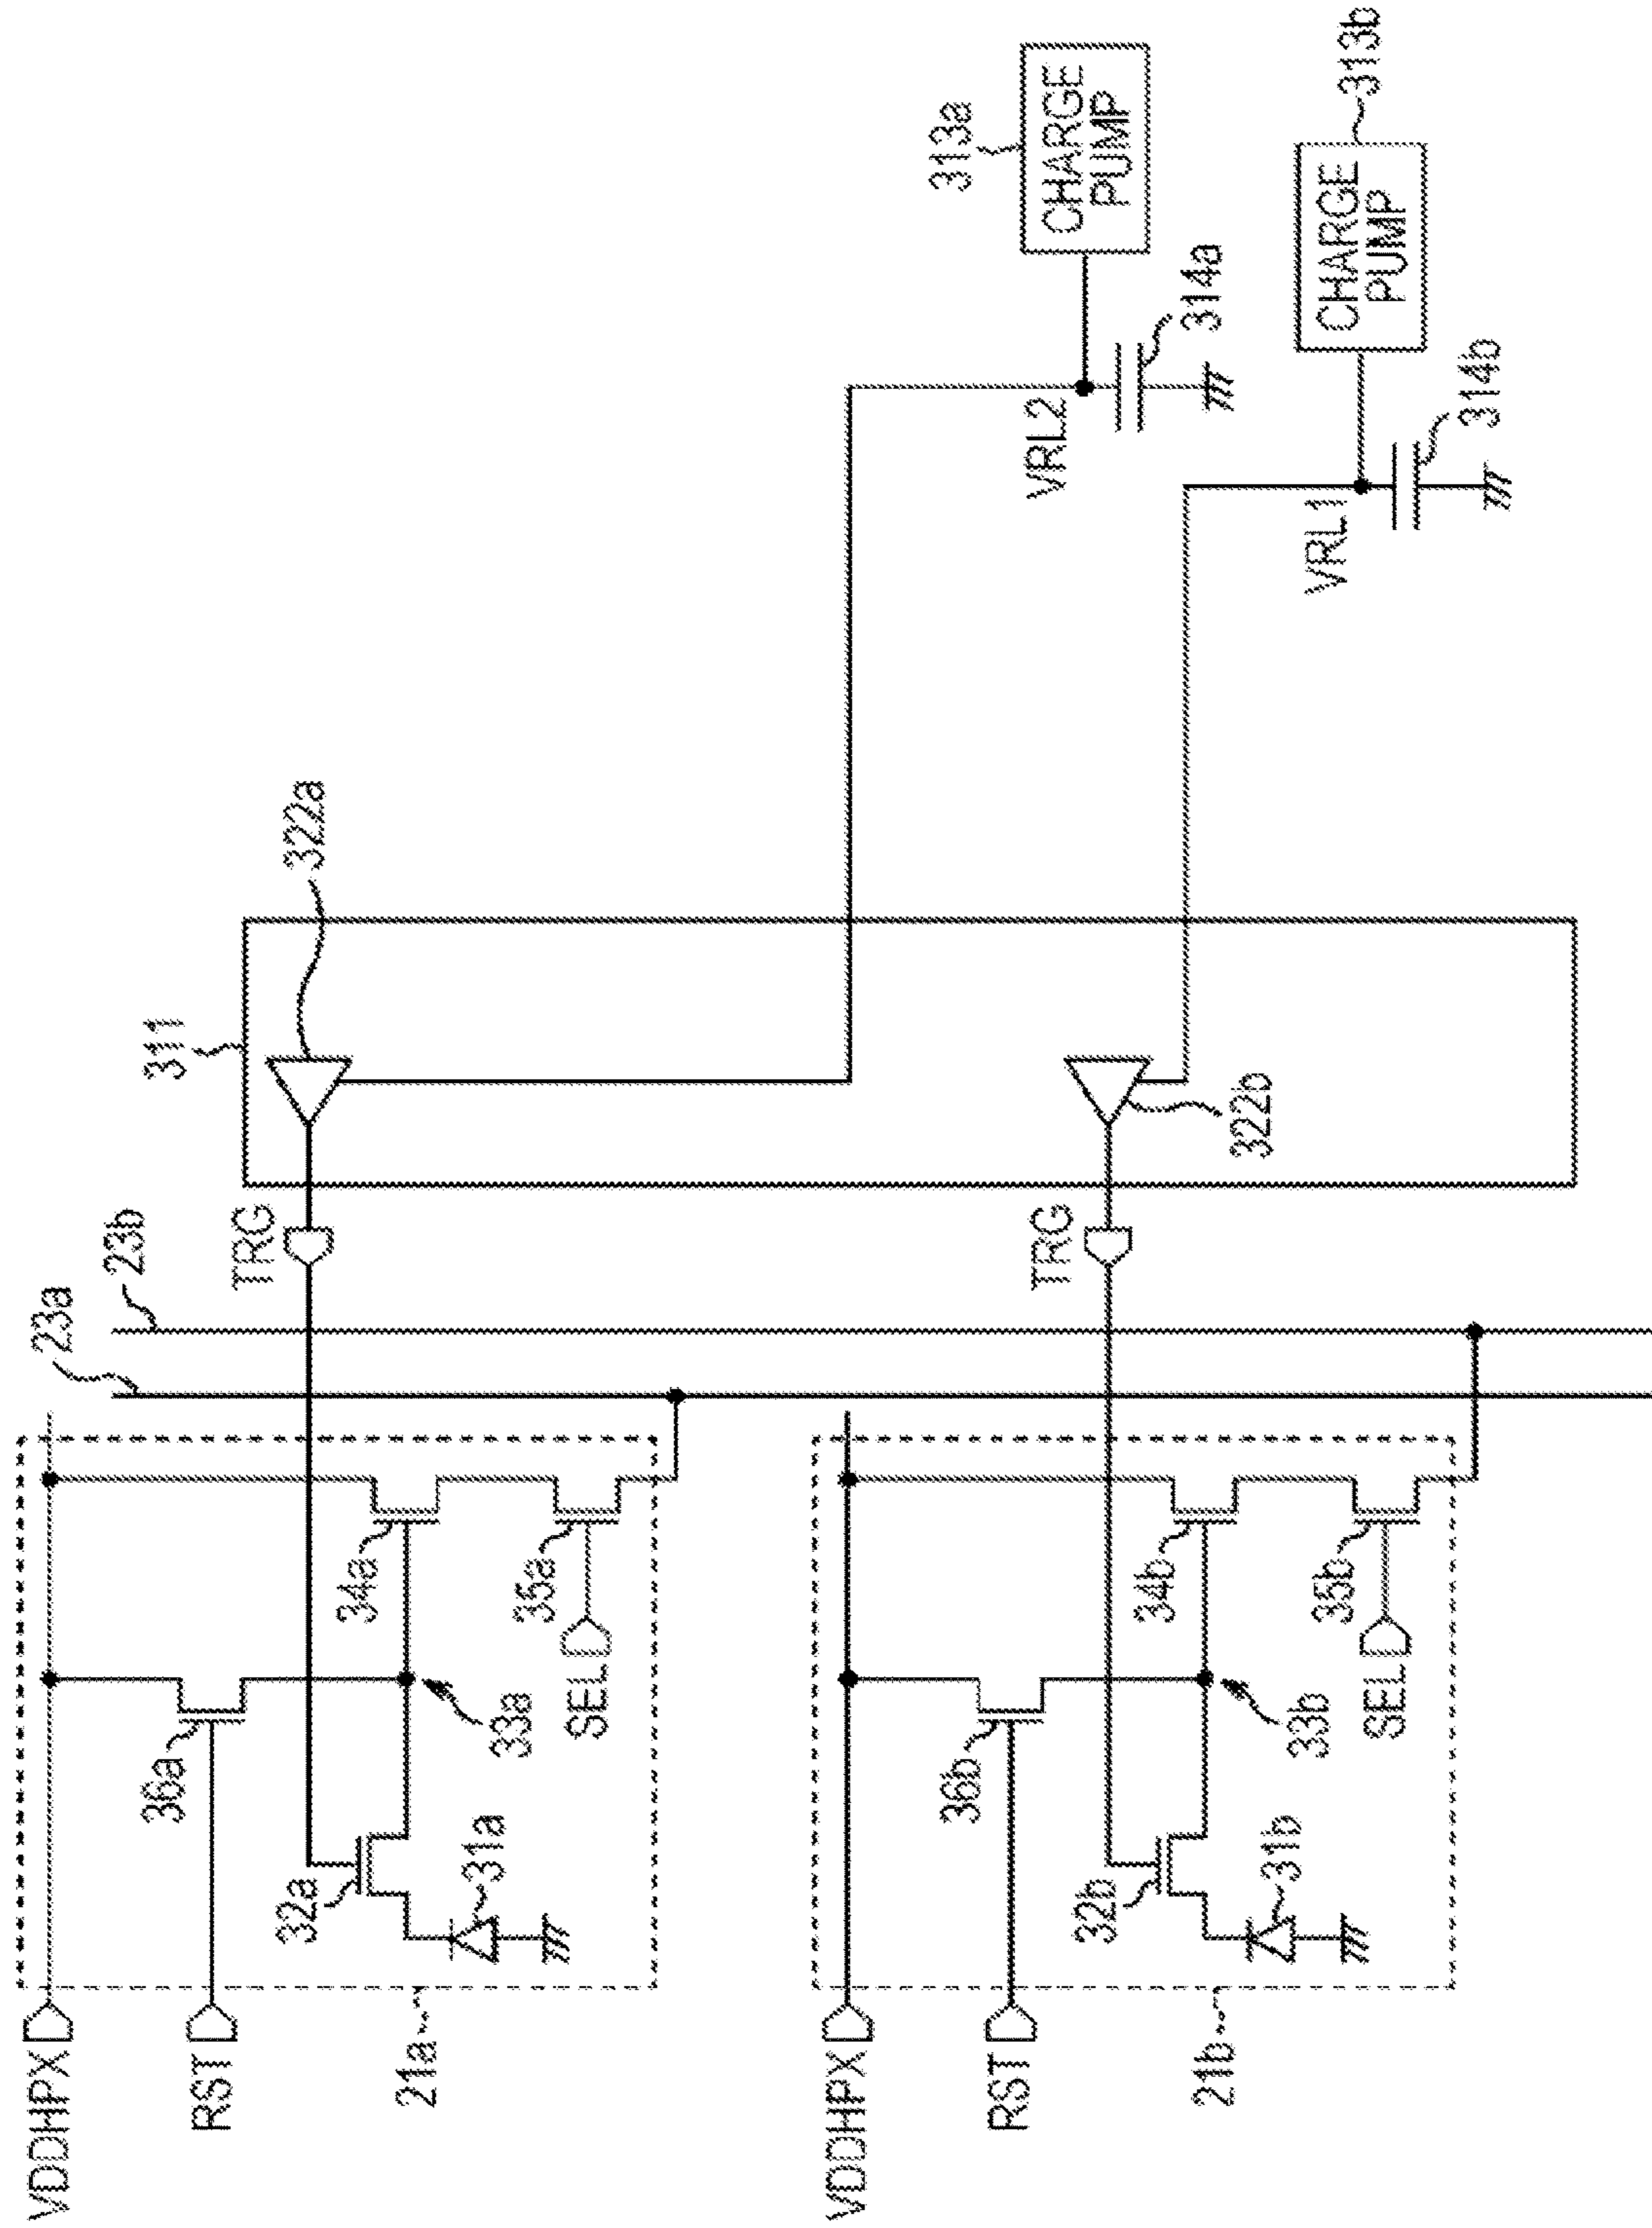 VDDHPX
RST
21a
36a
32a
31a
33a
34a
35a
SEL
23a
23b
TRG
311
322a
VDDHPX
RST
21b
36b
32b
31b
33b
34b
35b
SEL
TRG
322b
VRL2
313a
CHARGE
PUMP
314a
VRL1
313b
CHARGE
PUMP
314b